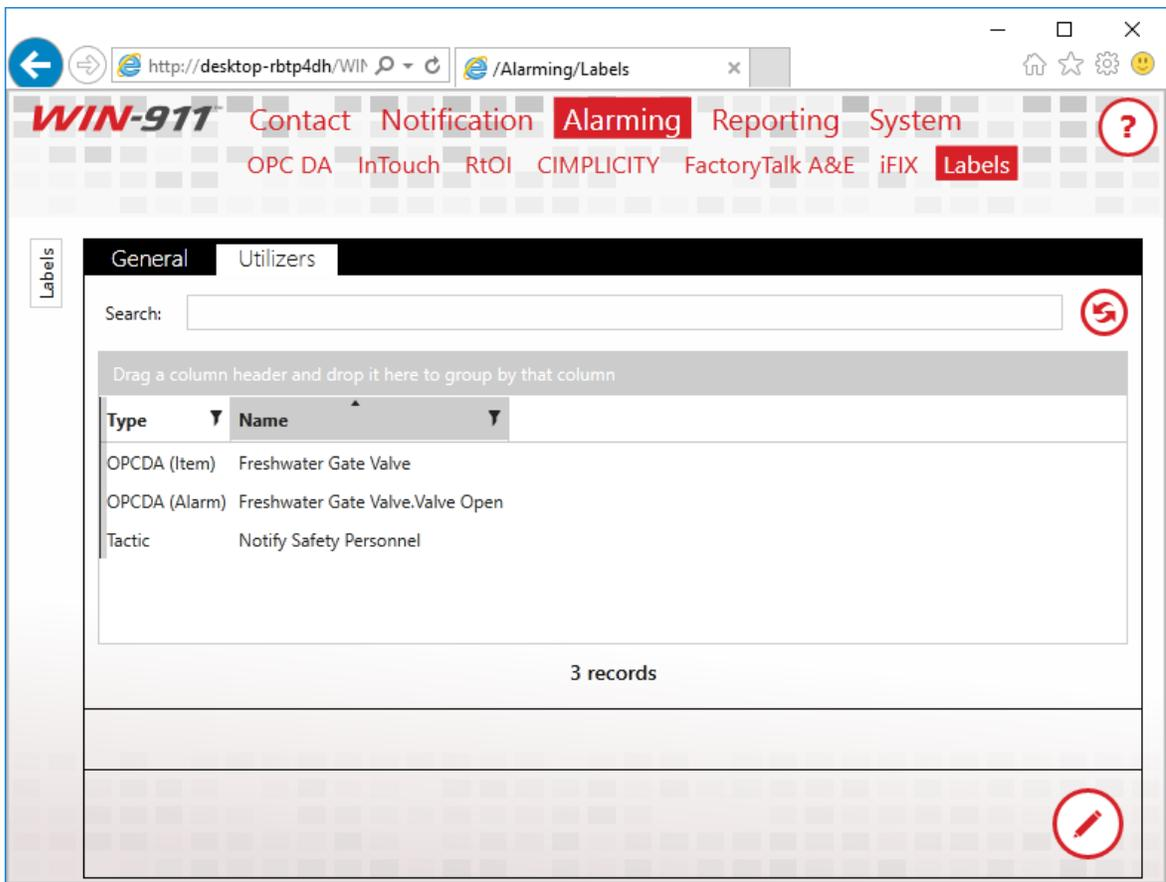 http://desktop-rbtp4dh/WIN
/Alarming/Labels
WIN-911™ Contact Notification Alarming Reporting System ?
OPC DA InTouch RtOI CIMPLICITY FactoryTalk A&E iFIX Labels
Labels
General Utilizers
Search:
Drag a column header and drop it here to group by that column
Type Name
OPCDA (Item) Freshwater Gate Valve
OPCDA (Alarm) Freshwater Gate Valve.Valve Open
Tactic Notify Safety Personnel
3 records